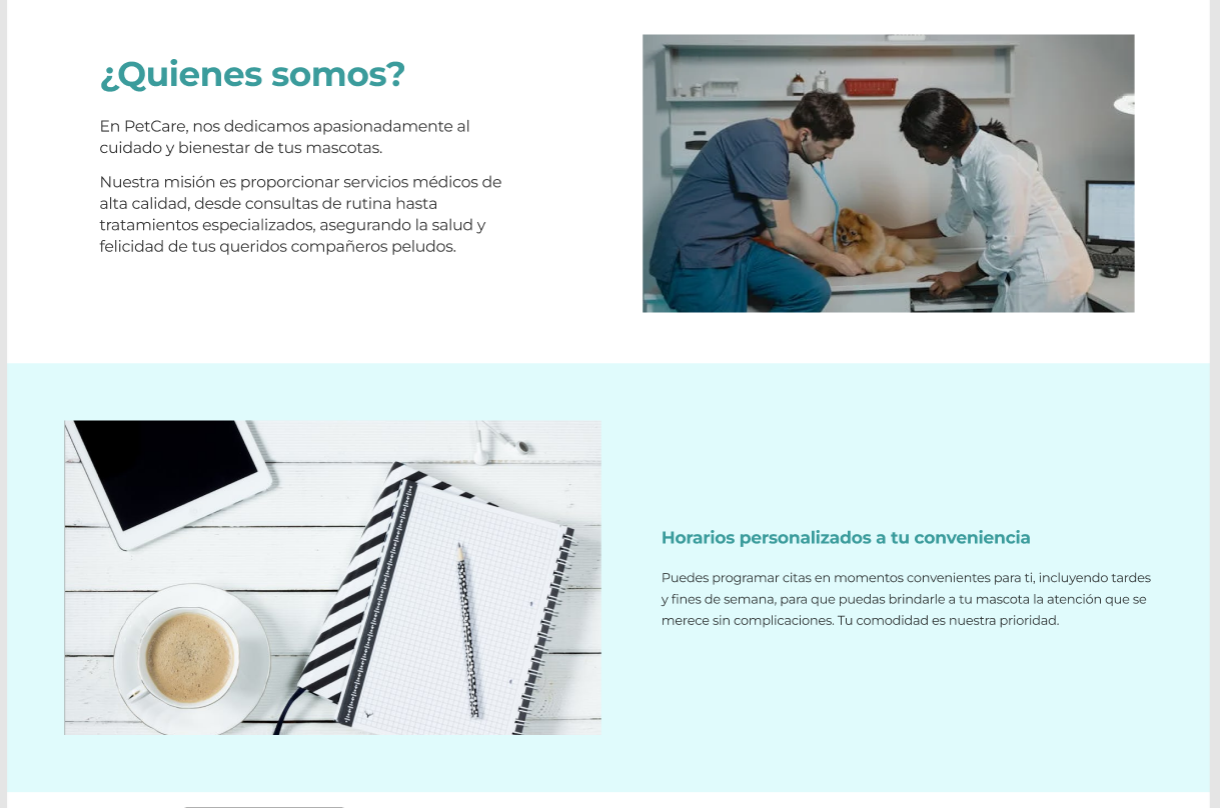 ¿Quienes somos?
En PetCare, nos dedicamos apasionadamente al
cuidado y bienestar de tus mascotas.
Nuestra misión es proporcionar servicios médicos de
alta calidad, desde consultas de rutina hasta
tratamientos especializados, asegurando la salud y
felicidad de tus queridos compañeros peludos.
Horarios personalizados a tu conveniencia
Puedes programar citas en momentos convenientes para ti, incluyendo tardes
y fines de semana, para que puedas brindarle a tu mascota la atención que se
merece sin complicaciones. Tu comodidad es nuestra prioridad.